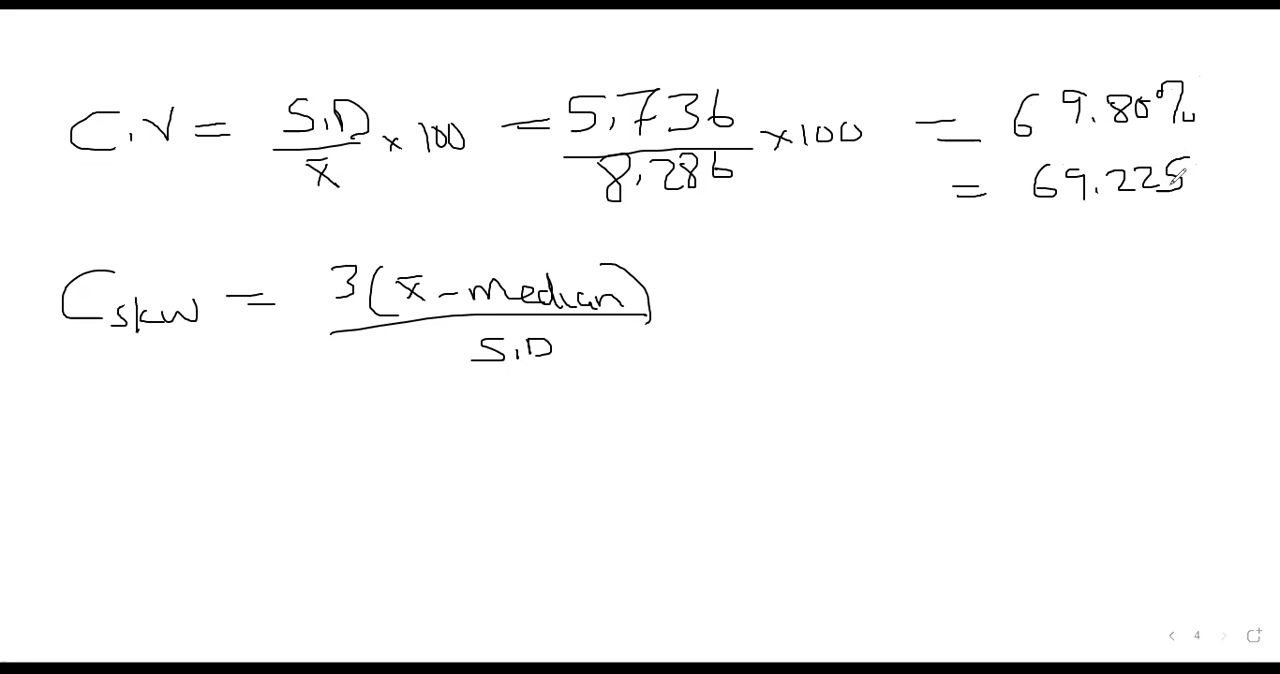 C.V = S.D / x̄ × 100 = 5.736 / 8.286 × 100 = 69.80%
= 69.225
Cskw = 3(x̄ - median) / S.D
4